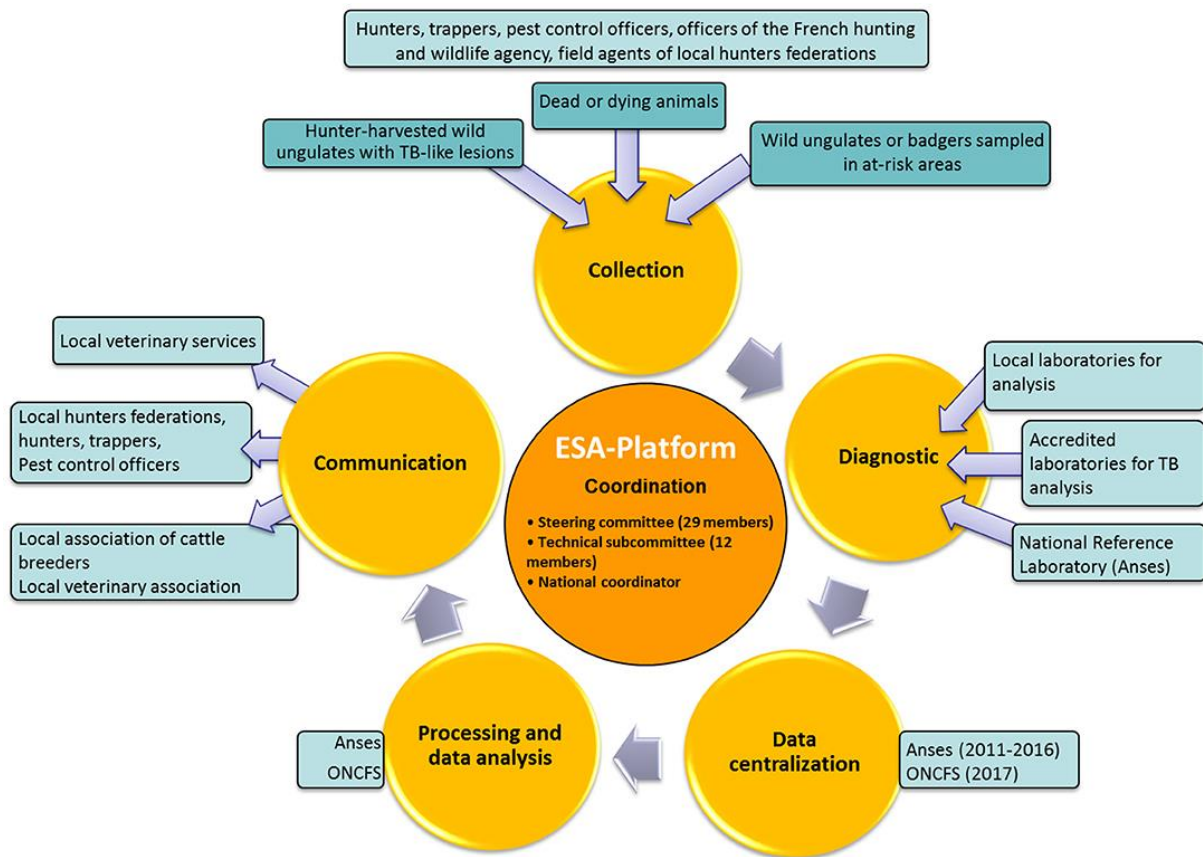 Hunters, trappers, pest control officers, officers of the French hunting
and wildlife agency, field agents of local hunters federations
Dead or dying animals
Hunter-harvested wild
ungulates with TB-like lesions
Wild ungulates or badgers sampled
in at-risk areas
Collection
Local veterinary services
Local hunters federations,
hunters, trappers,
Pest control officers
Local association of cattle
breeders
Local veterinary association
Communication
ESA-Platform
Coordination
• Steering committee (29 members)
• Technical subcommittee (12
members)
• National coordinator
Diagnostic
Local laboratories for
analysis
Accredited
laboratories for TB
analysis
National Reference
Laboratory (Anses)
Anses
ONCFS
Processing and
data analysis
Data
centralization
Anses (2011-2016)
ONCFS (2017)